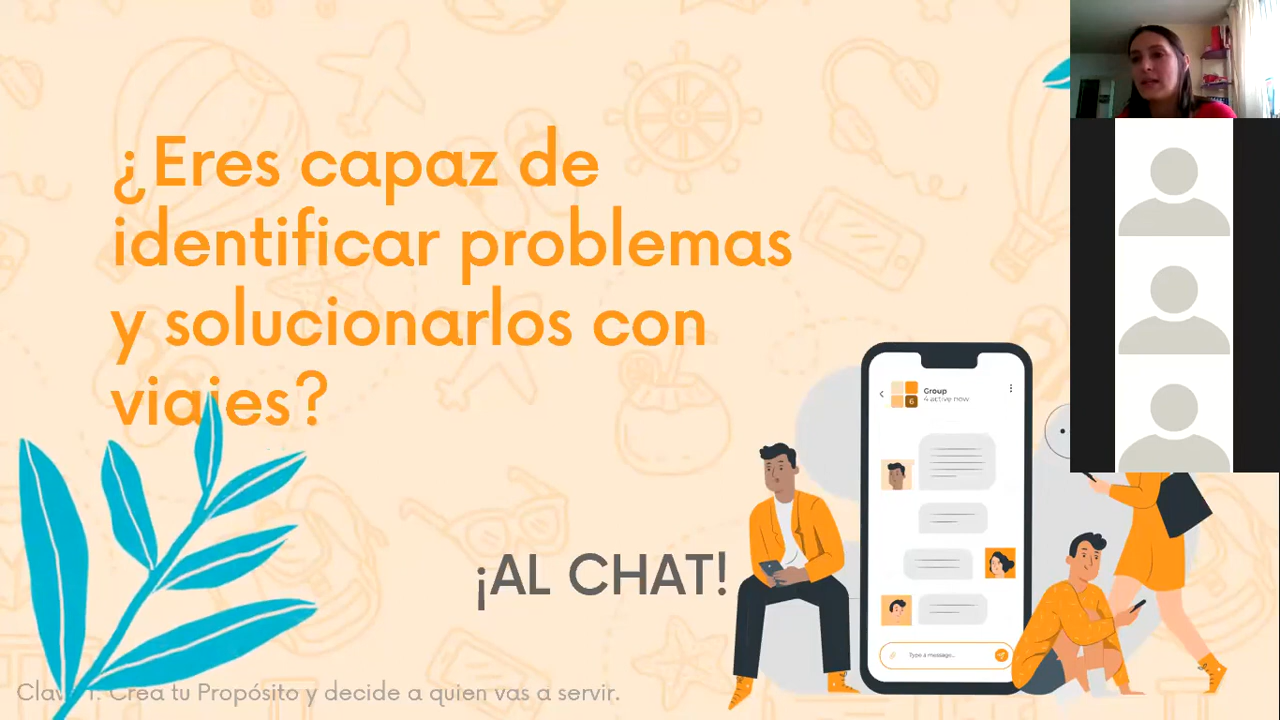 ¿Eres capaz de
identificar problemas
y solucionarlos con
viajes?
Group
4 active now
6
¡AL CHAT!
Type a message...
Clave 1: Crea tu Propósito y decide a quien vas a servir.